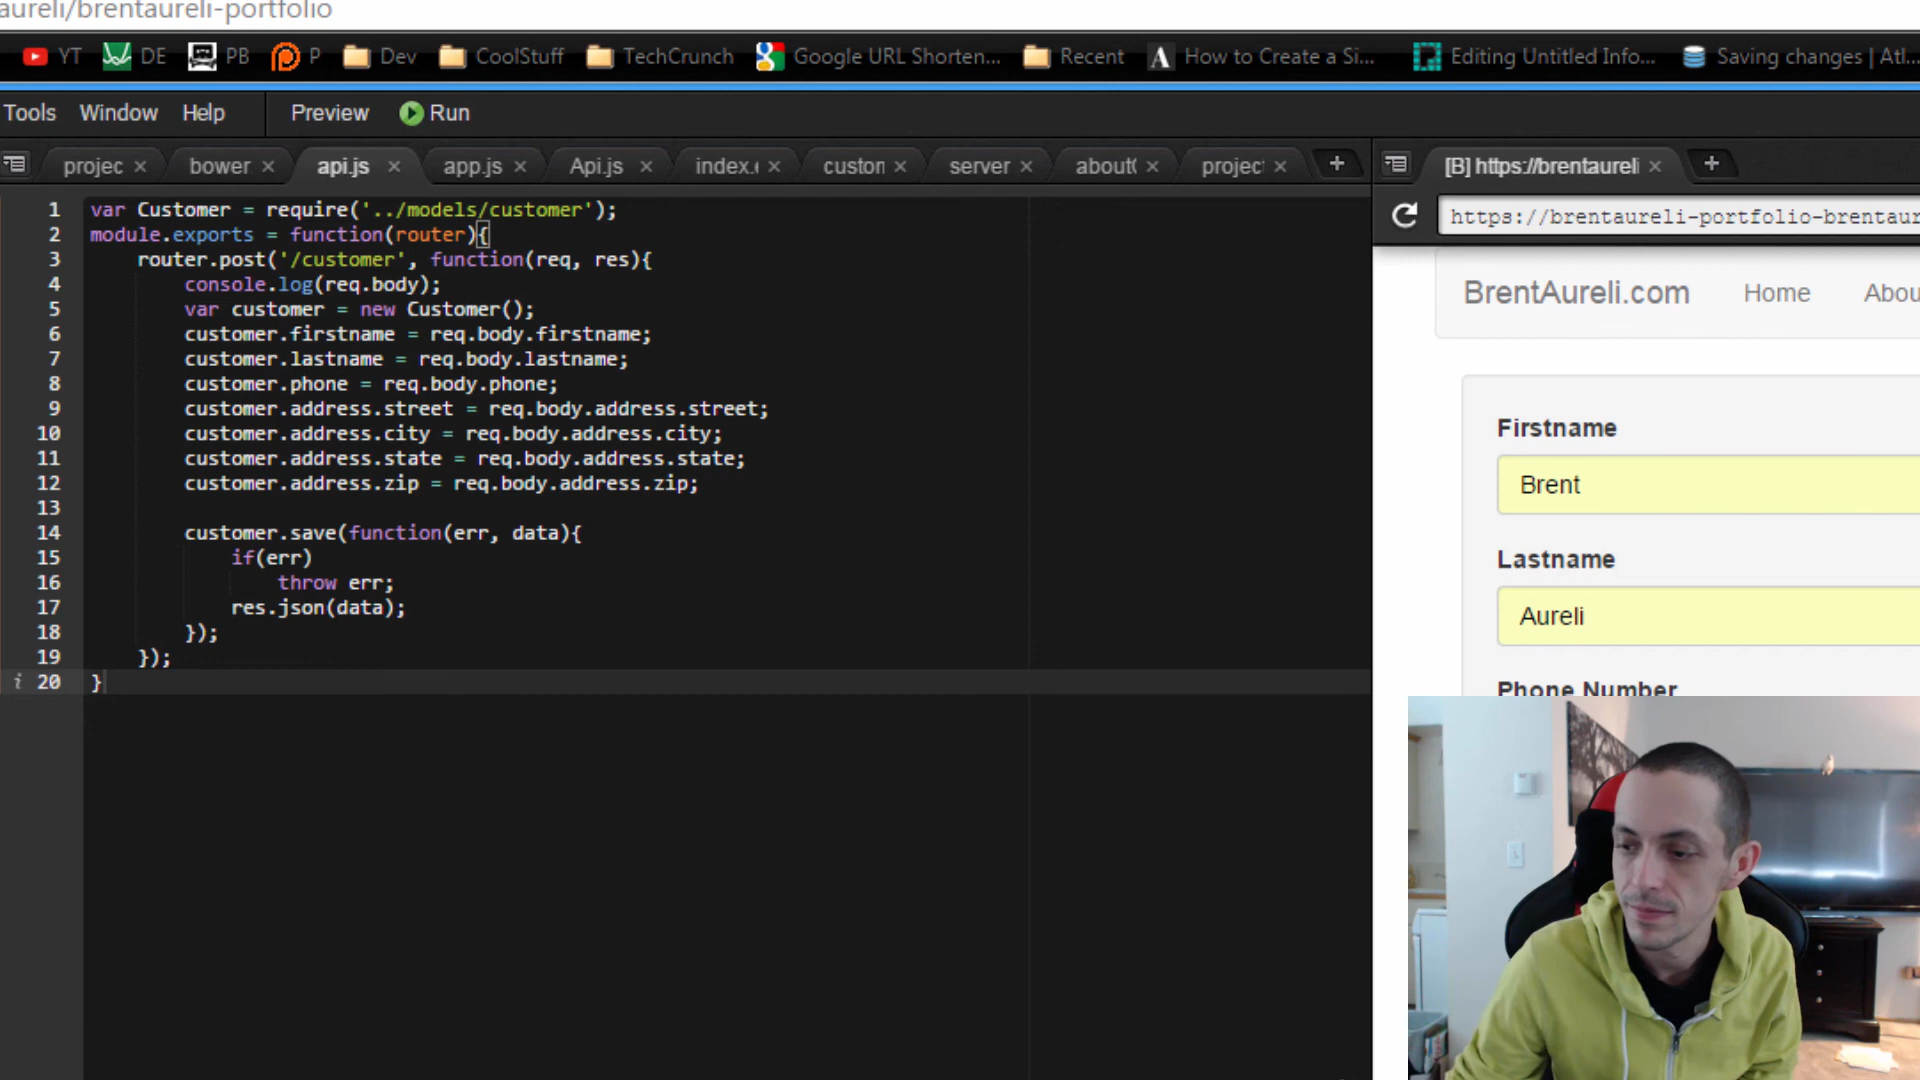 aureli/brentaureli-portfolio
YT DE PB P Dev CoolStuff TechCrunch Google URL Shorten... Recent How to Create a Si... Editing Untitled Info... Saving changes | Atl...
Tools Window Help Preview Run
projec bower api.js app.js Api.js index. custon server about project [B] https://brentaureli
https://brentaureli-portfolio-brentaur
1 var Customer = require('../models/customer');
2 module.exports = function(router){
3 router.post('/customer', function(req, res){
4 console.log(req.body);
5 var customer = new Customer();
6 customer.firstname = req.body.firstname;
7 customer.lastname = req.body.lastname;
8 customer.phone = req.body.phone;
9 customer.address.street = req.body.address.street;
10 customer.address.city = req.body.address.city;
11 customer.address.state = req.body.address.state;
12 customer.address.zip = req.body.address.zip;
13
14 customer.save(function(err, data){
15 if(err)
16 throw err;
17 res.json(data);
18 });
19 });
i 20 }
BrentAureli.com Home Abou
Firstname
Brent
Lastname
Aureli
Phone Number